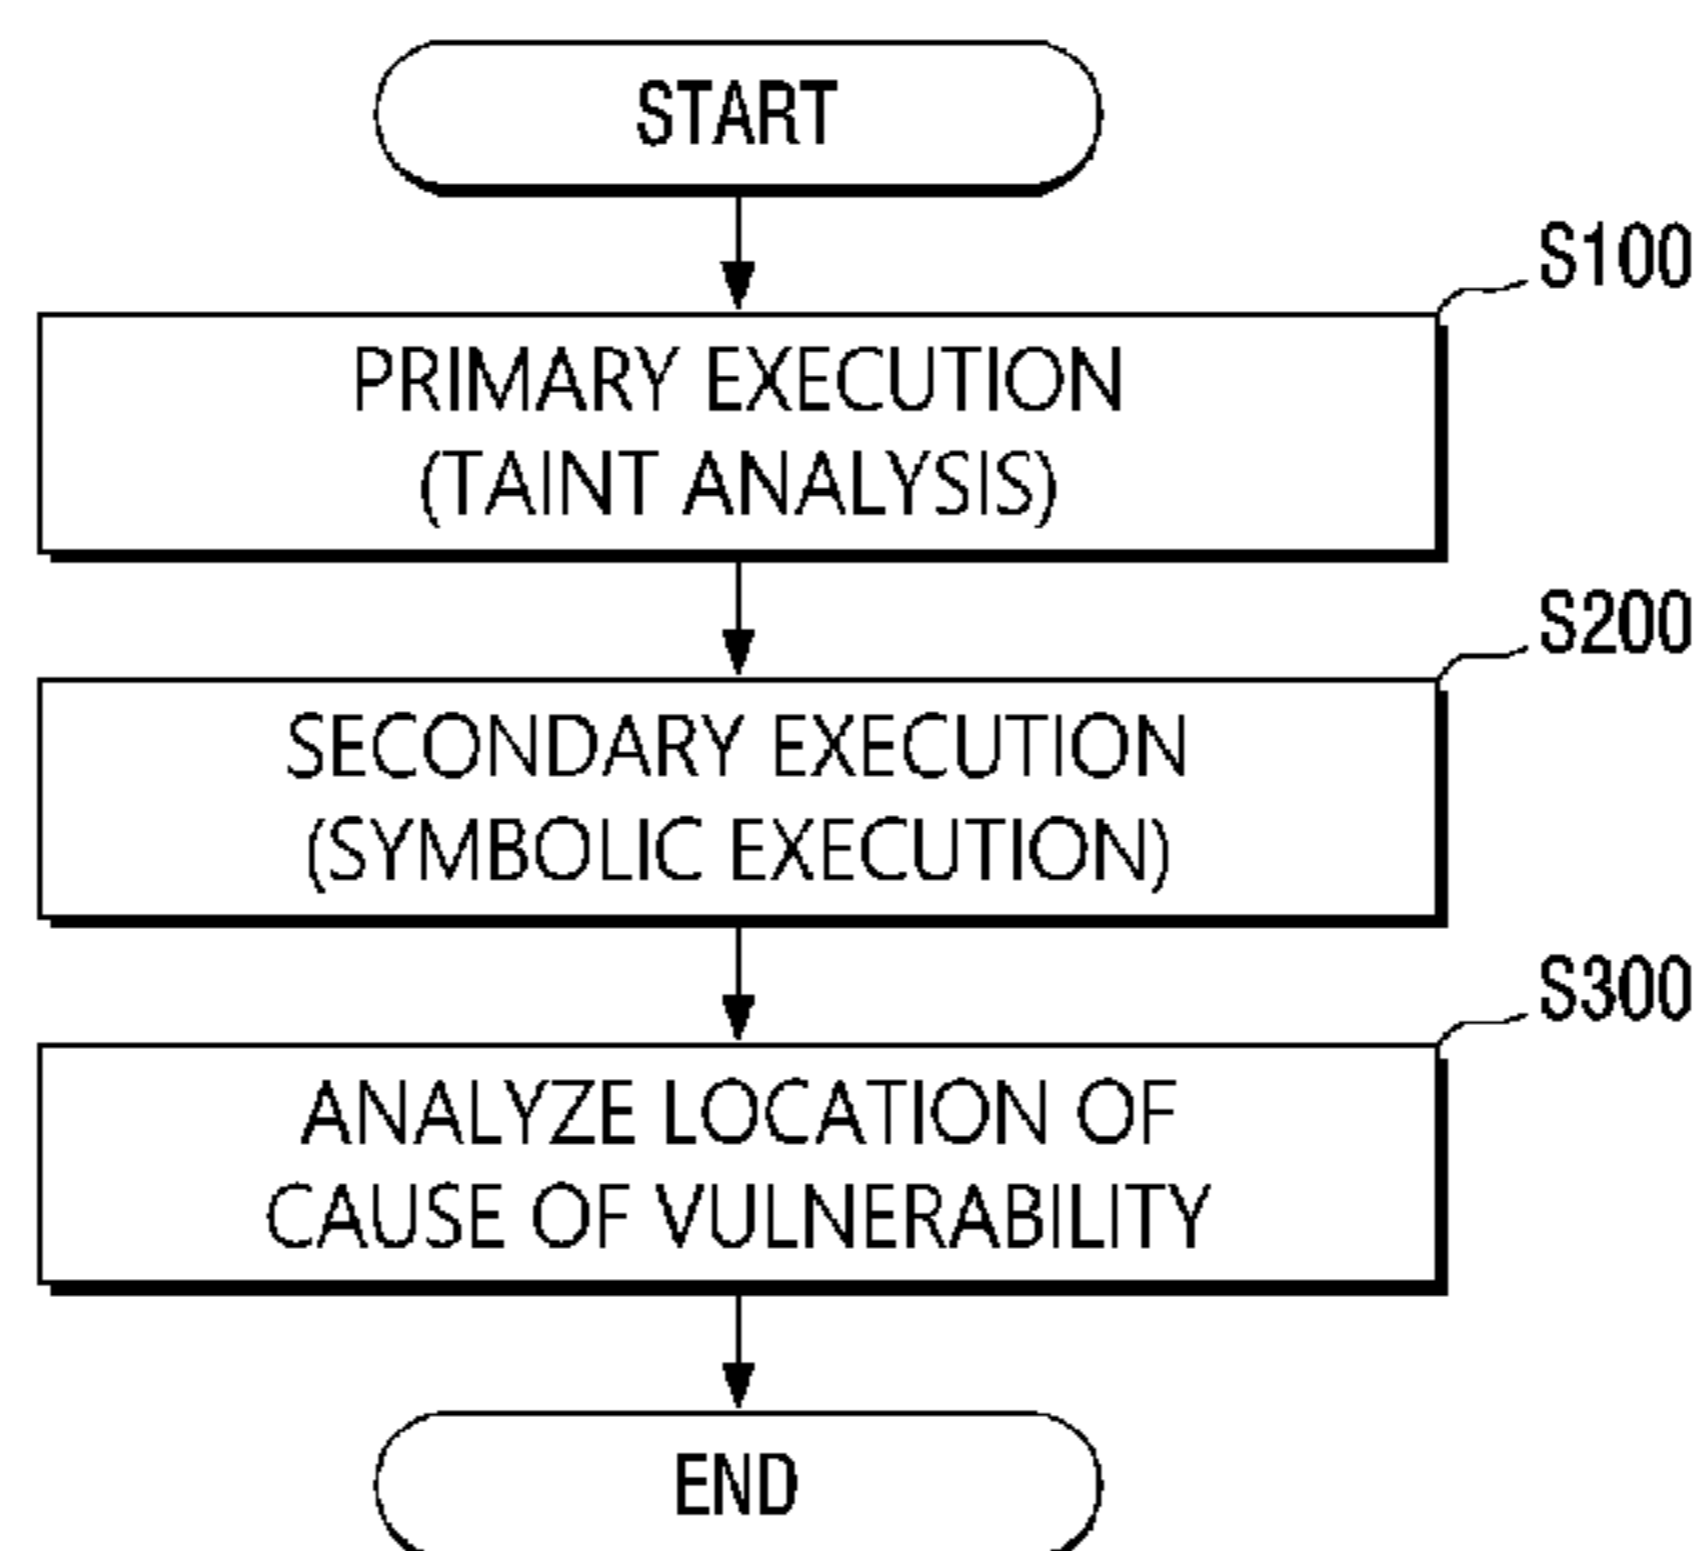 START
S100
PRIMARY EXECUTION
(TAINT ANALYSIS)
S200
SECONDARY EXECUTION
(SYMBOLIC EXECUTION)
S300
ANALYZE LOCATION OF
CAUSE OF VULNERABILITY
END